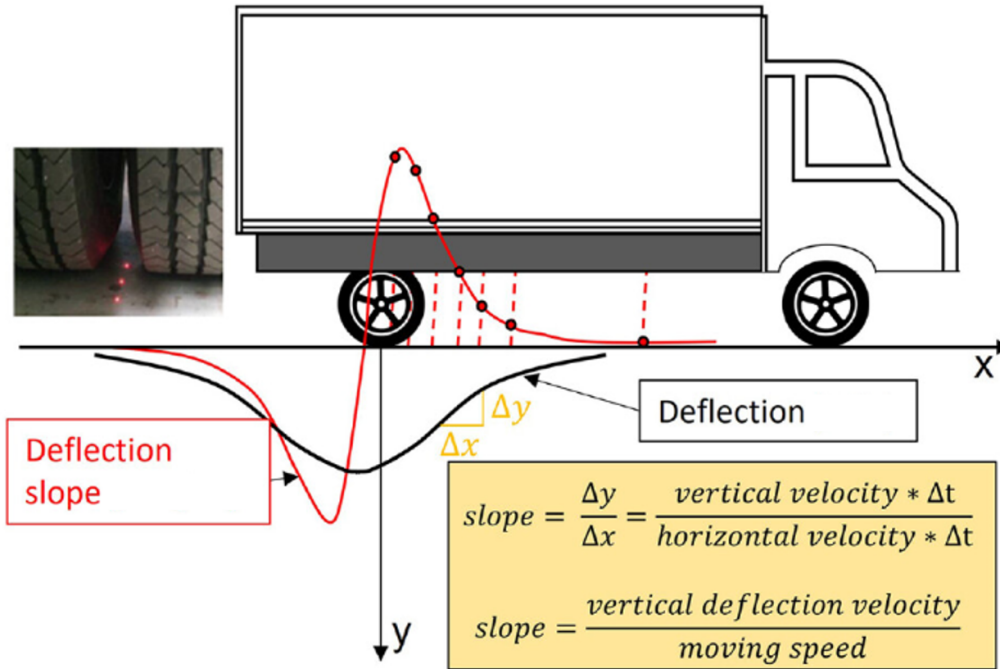 x
Deflection
Δy
Δx
Deflection
slope
slope = Δy/Δx = vertical velocity * Δt/horizontal velocity * Δt
slope = vertical deflection velocity/moving speed
y